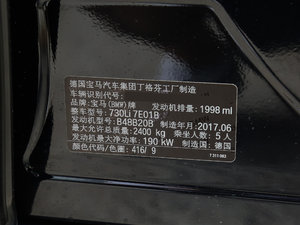 德国宝马汽车集团丁格芬工厂制造
车辆识别代号:
品牌: 宝马(BMW)牌 发动机排量: 1998 ml
整车型号: 730Li 7E01B
发动机型号: B48B20B 制造年月: 2017.06
最大允许总质量: 2400 kg 乘坐人数: 5 人
发动机最大净功率: 190 kW 制造国: 德国
颜色代码/色漆: 416/ 9